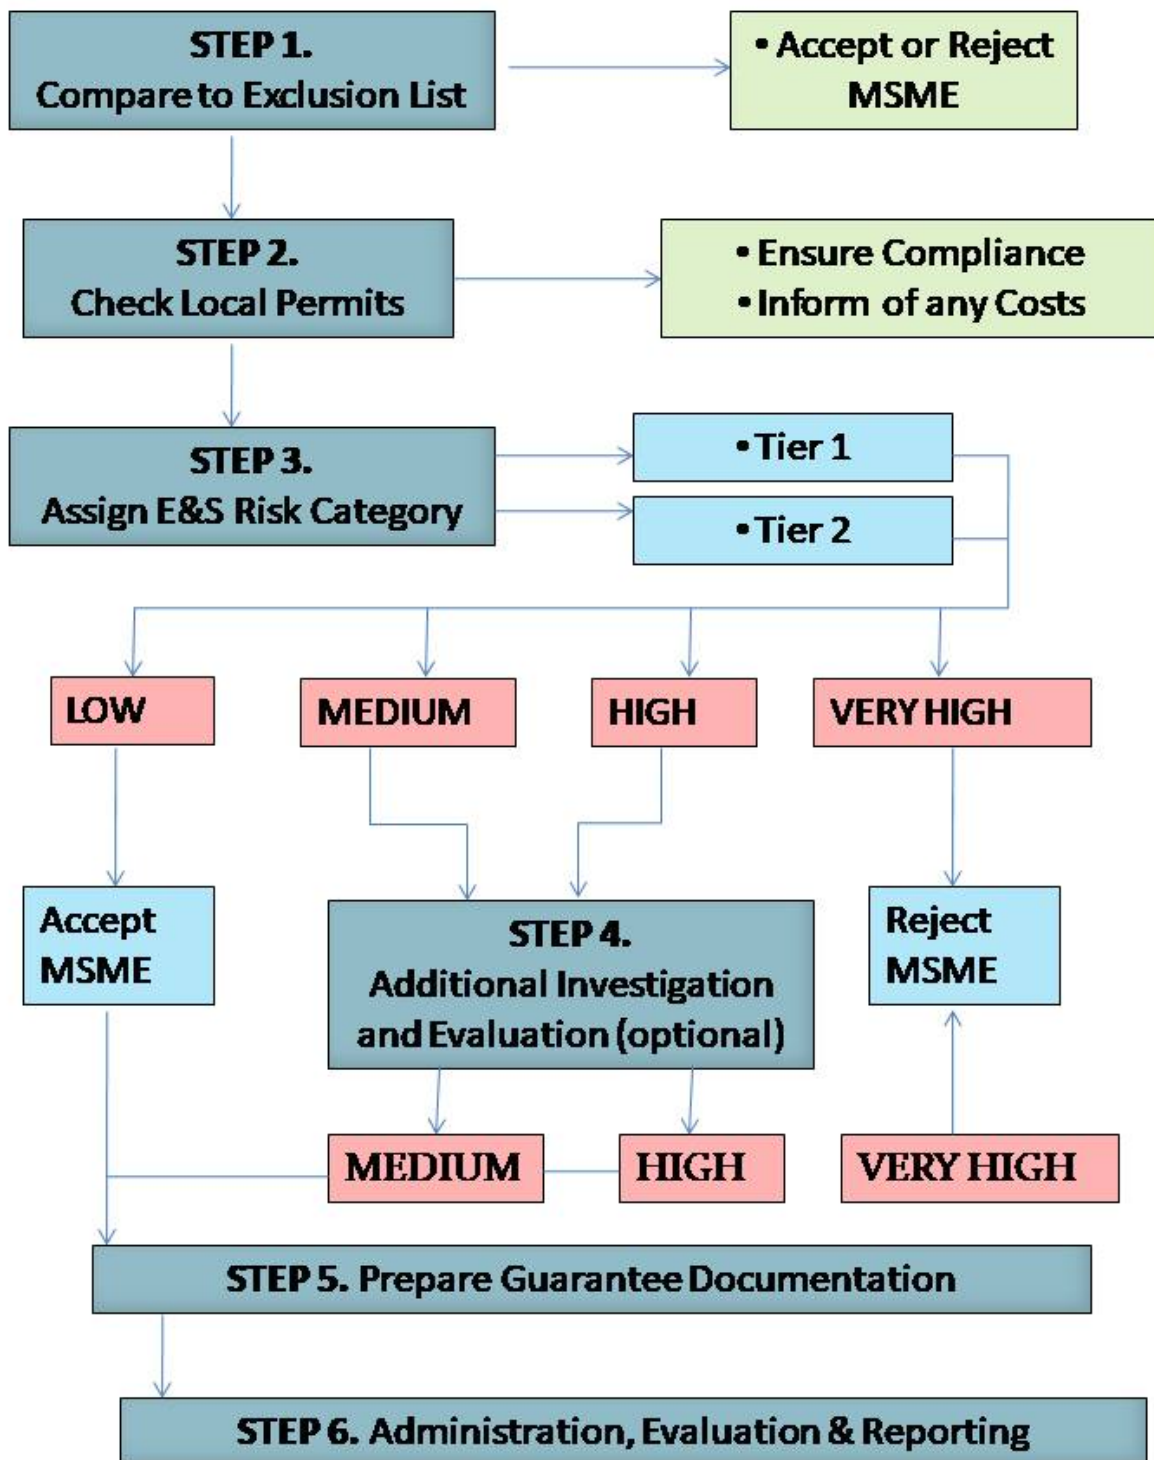 STEP 1.
Compare to Exclusion List
• Accept or Reject
MSME
STEP 2.
Check Local Permits
• Ensure Compliance
• Inform of any Costs
STEP 3.
Assign E&S Risk Category
• Tier 1
• Tier 2
LOW
MEDIUM
HIGH
VERY HIGH
Accept
MSME
STEP 4.
Additional Investigation
and Evaluation (optional)
Reject
MSME
MEDIUM
HIGH
VERY HIGH
STEP 5. Prepare Guarantee Documentation
STEP 6. Administration, Evaluation & Reporting